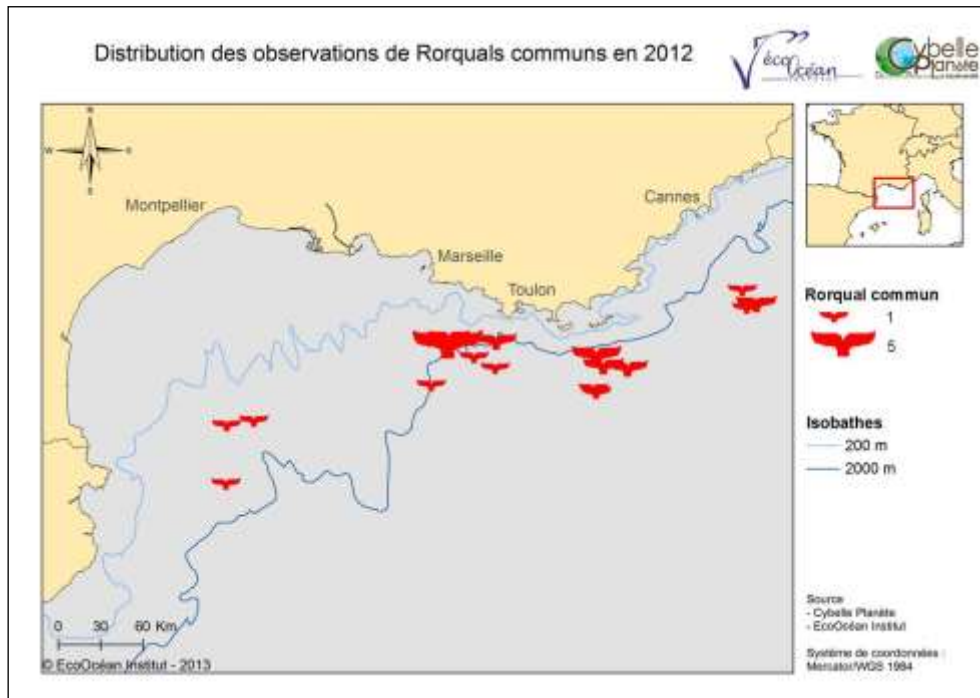 Distribution des observations de Rorquals communs en 2012
écoOcéan
Cybelle
Planète
N
W
E
S
Montpellier
Cannes
Marseille
Toulon
Rorqual commun
1
5
Isobathes
200 m
2000 m
0 30 60 Km
© EcoOcéan Institut - 2013
Source
- Cybelle Planète
- EcoOcéan Institut
Système de coordonnées :
Mercator/WGS 1984